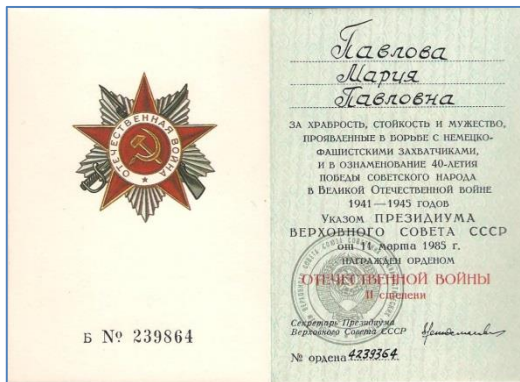 ОТЕЧЕСТВЕННАЯ ВОЙНА
Б № 239864
Павлова
Мария
Павловна
ЗА ХРАБРОСТЬ, СТОЙКОСТЬ И МУЖЕСТВО,
ПРОЯВЛЕННЫЕ В БОРЬБЕ С НЕМЕЦКО-
ФАШИСТСКИМИ ЗАХВАТЧИКАМИ,
И В ОЗНАМЕНОВАНИЕ 40-ЛЕТИЯ
ПОБЕДЫ СОВЕТСКОГО НАРОДА
В ВЕЛИКОЙ ОТЕЧЕСТВЕННОЙ ВОЙНЕ
1941—1945 ГОДОВ
УКАЗОМ ПРЕЗИДИУМА
ВЕРХОВНОГО СОВЕТА СССР
от 11 марта 1985 г.
НАГРАЖДЕН ОРДЕНОМ
ОТЕЧЕСТВЕННОЙ ВОЙНЫ
II степени
Секретарь Президиума
Верховного Совета СССР
№ ордена 4239364